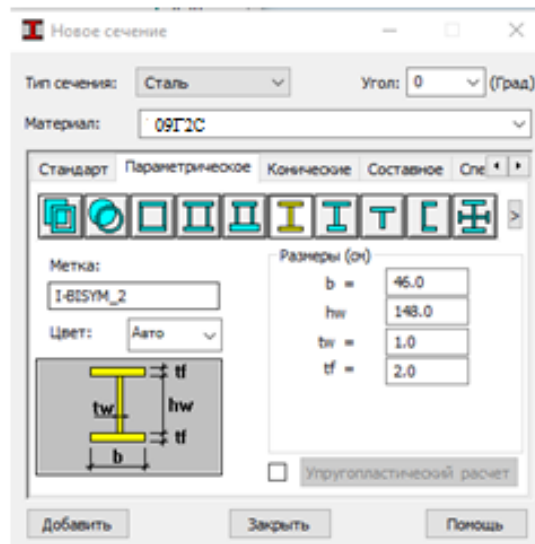 Новое сечение
Тип сечения: Сталь Угол: 0 (Град)
Материал: 09Г2С
Стандарт Параметрическое Конические Составное Спе
>
Метка: Размеры (см)
I-BISYM_2 b = 46.0
hw 148.0
Цвет: Авто tw = 1.0
tf = 2.0
tf
tw hw
tf
b
Упругопластический расчет
Добавить Закрыть Помощь